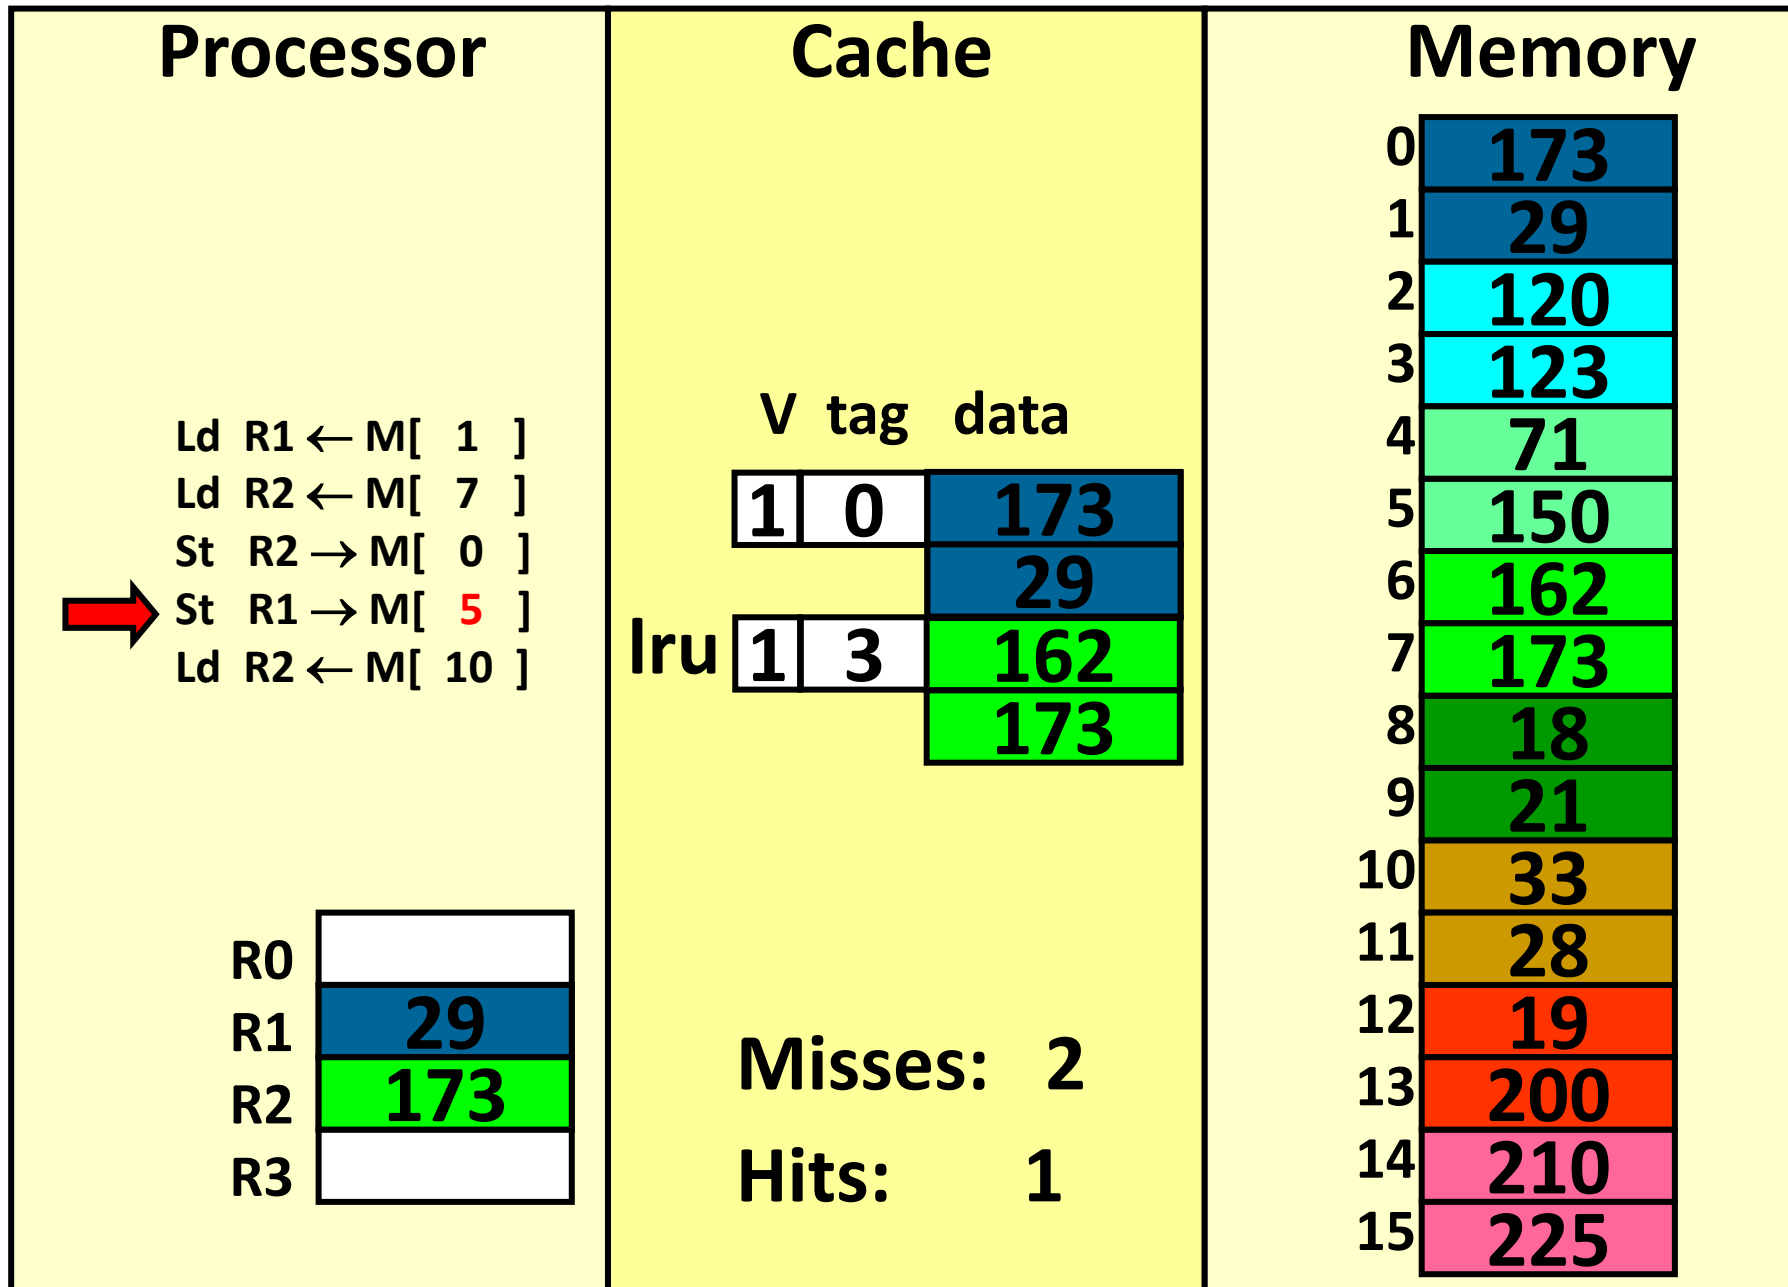 Processor
Ld R1 ← M[ 1 ]
Ld R2 ← M[ 7 ]
St R2 → M[ 0 ]
St R1 → M[ 5 ]
Ld R2 ← M[ 10 ]
R0
R1 29
R2 173
R3
Cache
V tag data
1 0 173
29
lru 1 3 162
173
Misses: 2
Hits: 1
Memory
0 173
1 29
2 120
3 123
4 71
5 150
6 162
7 173
8 18
9 21
10 33
11 28
12 19
13 200
14 210
15 225